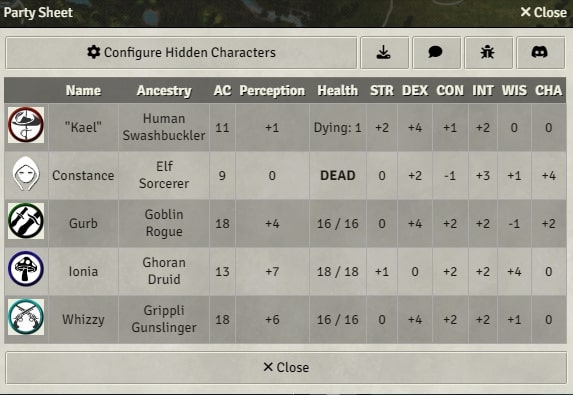 Party Sheet
✕ Close
Configure Hidden Characters
Name Ancestry AC Perception Health STR DEX CON INT WIS CHA
"Kael" Human Swashbuckler 11 +1 Dying: 1 +2 +4 +1 +2 0 0
Constance Elf Sorcerer 9 0 DEAD 0 +2 -1 +3 +1 +4
Gurb Goblin Rogue 18 +4 16 / 16 0 +4 +2 +2 -1 +2
Ionia Ghoran Druid 13 +7 18 / 18 +1 0 +2 +2 +4 0
Whizzy Grippli Gunslinger 18 +6 16 / 16 0 +4 +2 +2 +1 0
✕ Close